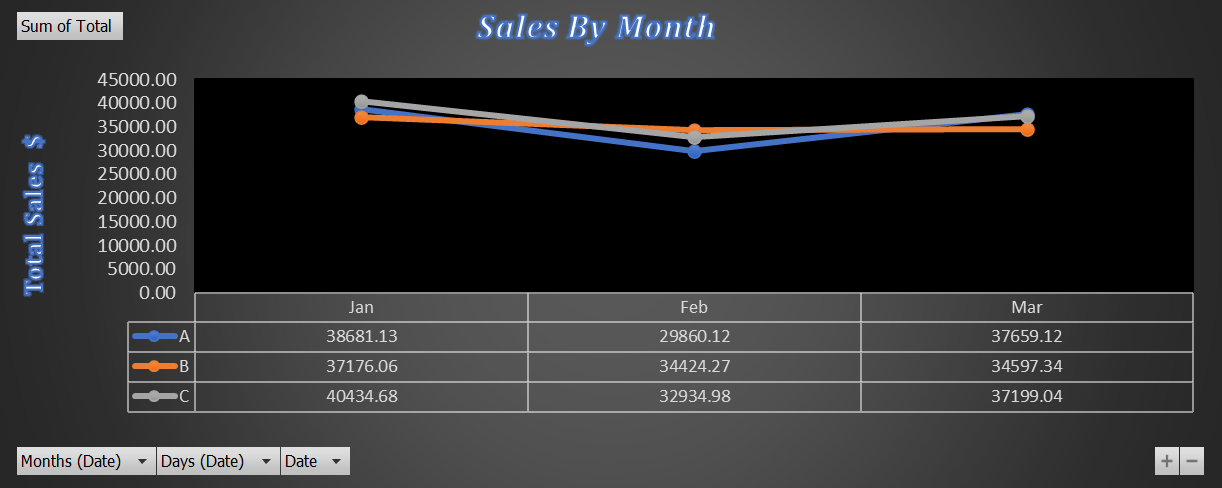 Sum of Total
Sales By Month
Total Sales $
45000.00
40000.00
35000.00
30000.00
25000.00
20000.00
15000.00
10000.00
5000.00
0.00
Jan Feb Mar
A 38681.13 29860.12 37659.12
B 37176.06 34424.27 34597.34
C 40434.68 32934.98 37199.04
Months (Date) Days (Date) Date